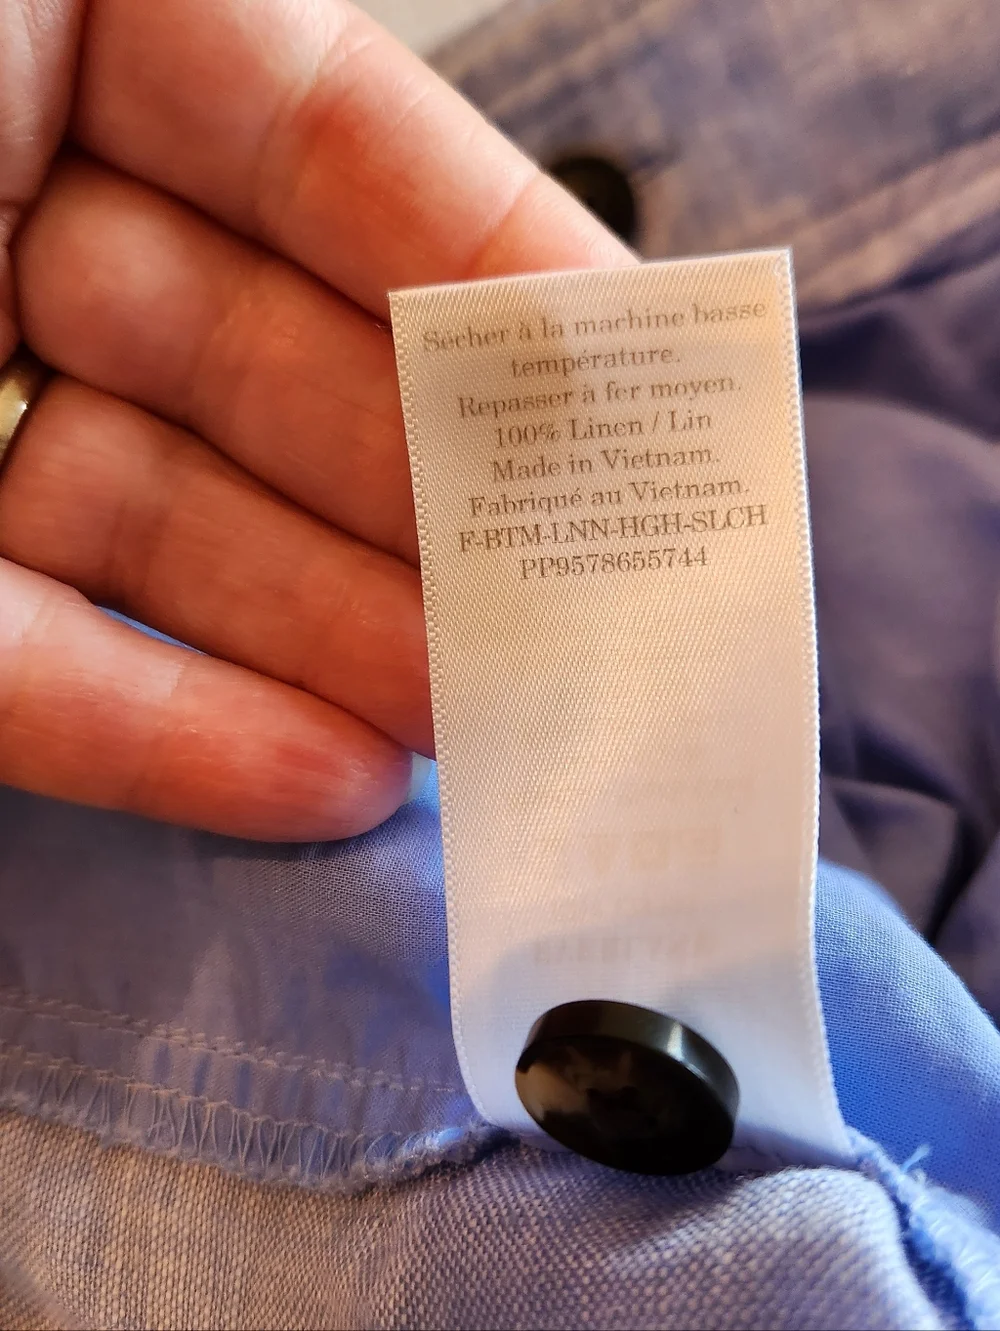 Sécher à la machine basse
température.
Repasser à fer moyen.
100% Linen / Lin
Made in Vietnam.
Fabriqué au Vietnam.
F-BTM-LNN-HGH-SLCH
PP9578655744